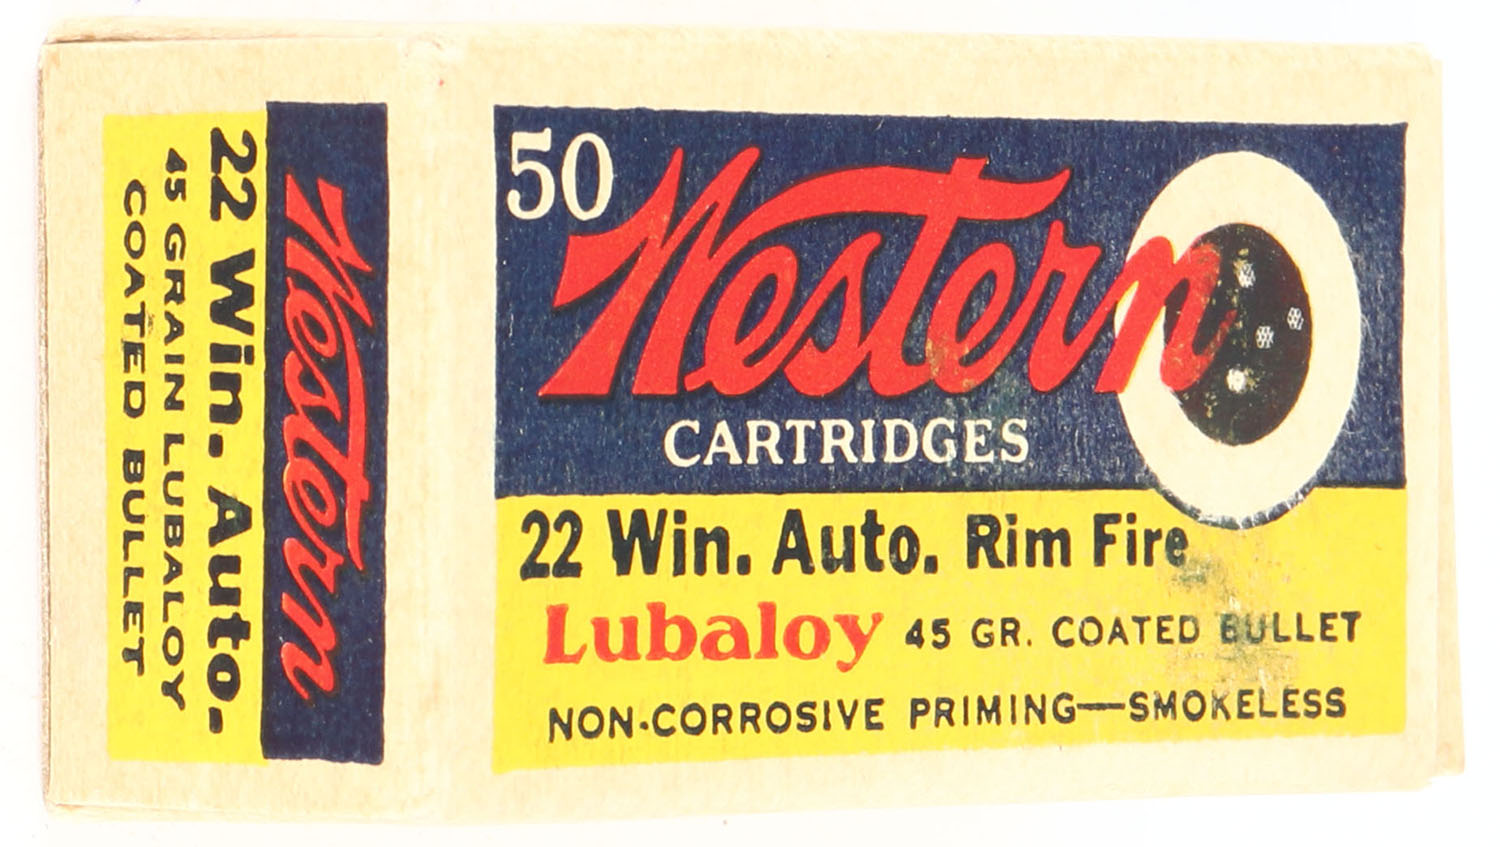 50
Western
CARTRIDGES
22 Win. Auto. Rim Fire
Lubaloy 45 GR. COATED BULLET
NON-CORROSIVE PRIMING—SMOKELESS
Western
22 Win. Auto.
45 GRAIN LUBALOY
COATED BULLET